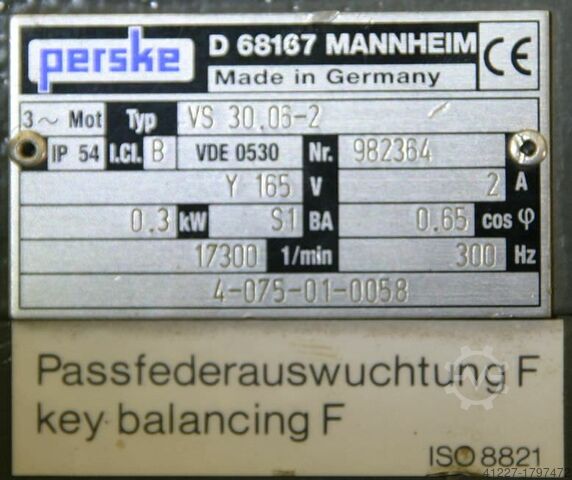 perske D 68167 MANNHEIM CE
Made in Germany
3~ Mot Typ VS 30.06-2
IP 54 I.Cl. B VDE 0530 Nr. 982364
Y 165 V 2 A
0.3 kW S1 BA 0.65 cos φ
17300 1/min 300 Hz
4-075-01-0058
Passfederauswuchtung F
key balancing F
ISO 8821
41227-1797472